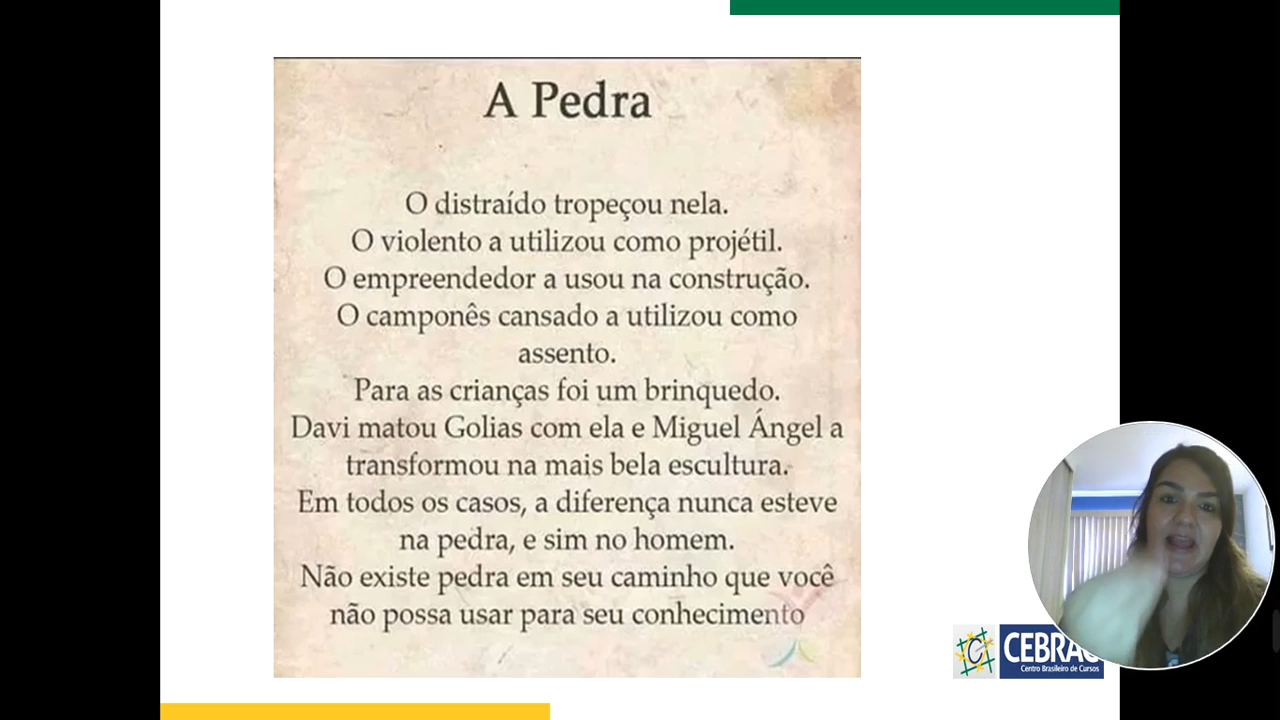 A Pedra
O distraído tropeçou nela.
O violento a utilizou como projétil.
O empreendedor a usou na construção.
O camponês cansado a utilizou como
assento.
Para as crianças foi um brinquedo.
Davi matou Golias com ela e Miguel Ángel a
transformou na mais bela escultura.
Em todos os casos, a diferença nunca esteve
na pedra, e sim no homem.
Não existe pedra em seu caminho que você
não possa usar para seu conhecimento
C
CEBRAC
Centro Brasileiro de Cursos